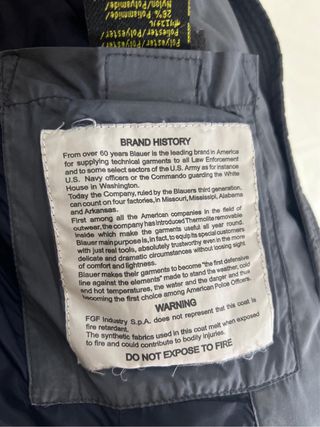 Poliester/Polyester/
Nylon/Polyamide/
26% Poliammide/
BRAND HISTORY
From over 60 years Blauer is the leading brand in America
for supplying technical garments to all Law Enforcement
and to some select sectors of the U.S. Army as for instance
U.S. Navy officers or the Commando guarding the White
House in Washington.
Today the Company, ruled by the Blauers third generation,
can count on four factories, in Missouri, Mississipi, Alabama
and Arkansas.
First among all the American companies in the field of
outwear, the company has introduced Thermolite removable
inside which make the garments useful all year round.
Blauer main purpose is, in fact, to equip its special customers
with just real tools, absolutely trustworthy even in the more
delicate and dramatic circumstances without losing sight
of comfort and lightness.
Blauer makes their garments to become "the first defensive
line against the elements" made to stand the weather, cold
and hot temperatures, the water and the danger and thus
becoming the first choice among American Police Officers.
WARNING
FGF Industry S.p.A. does not represent that this coat is
fire retardant.
The synthetic fabrics used in this coat melt when exposed
to fire and could contribute to bodily injuries.
DO NOT EXPOSE TO FIRE